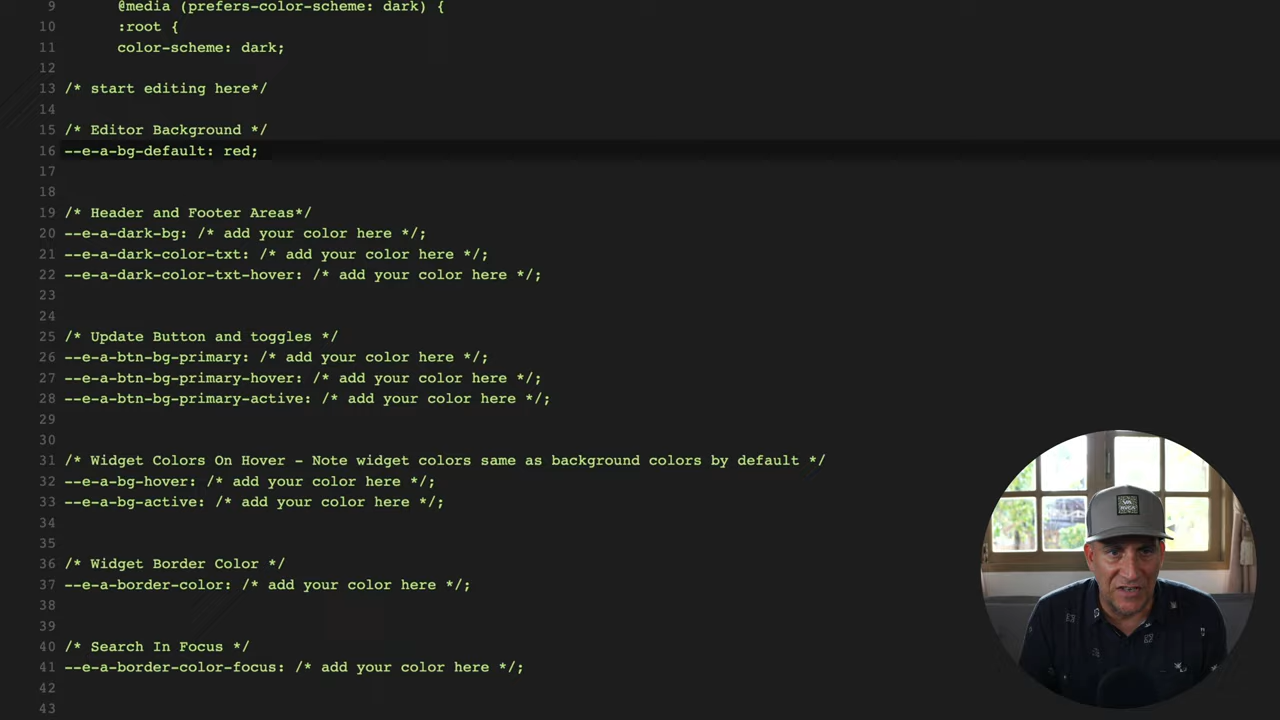 9 @media (prefers-color-scheme: dark) {
10 :root {
11 color-scheme: dark;
12
13 /* start editing here*/
14
15 /* Editor Background */
16 --e-a-bg-default: red;
17
18
19 /* Header and Footer Areas*/
20 --e-a-dark-bg: /* add your color here */;
21 --e-a-dark-color-txt: /* add your color here */;
22 --e-a-dark-color-txt-hover: /* add your color here */;
23
24
25 /* Update Button and toggles */
26 --e-a-btn-bg-primary: /* add your color here */;
27 --e-a-btn-bg-primary-hover: /* add your color here */;
28 --e-a-btn-bg-primary-active: /* add your color here */;
29
30
31 /* Widget Colors On Hover - Note widget colors same as background colors by default */
32 --e-a-bg-hover: /* add your color here */;
33 --e-a-bg-active: /* add your color here */;
34
35
36 /* Widget Border Color */
37 --e-a-border-color: /* add your color here */;
38
39
40 /* Search In Focus */
41 --e-a-border-color-focus: /* add your color here */;
42
43